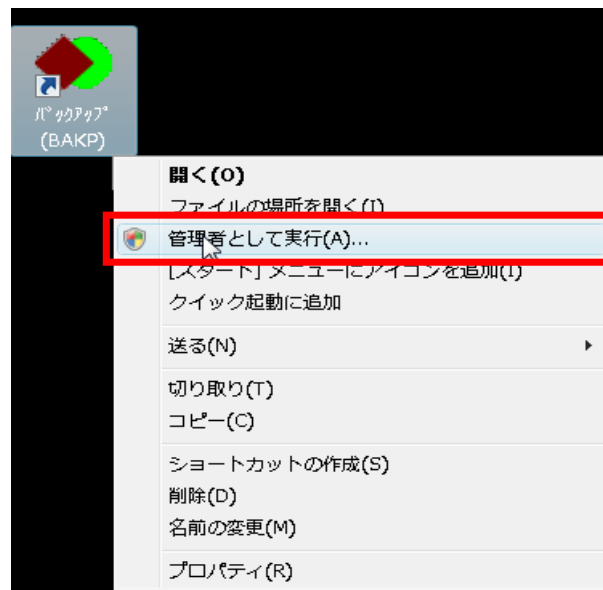 ﾊﾞｯｸｱｯﾌﾟ
(BAKP)
開く(O)
ファイルの場所を開く(I)
管理者として実行(A)...
[スタート] メニューにアイコンを追加(I)
クイック起動に追加
送る(N)
切り取り(T)
コピー(C)
ショートカットの作成(S)
削除(D)
名前の変更(M)
プロパティ(R)